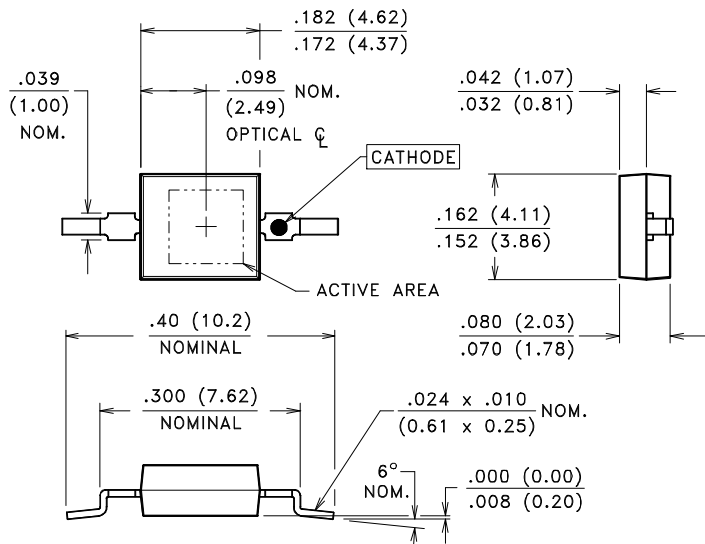 .182 (4.62)
.172 (4.37)
.039
(1.00)
NOM.
.098
(2.49)
NOM.
OPTICAL ℄
.042 (1.07)
.032 (0.81)
CATHODE
.162 (4.11)
.152 (3.86)
ACTIVE AREA
.40 (10.2)
NOMINAL
.080 (2.03)
.070 (1.78)
.300 (7.62)
NOMINAL
.024 x .010
(0.61 x 0.25)
NOM.
6°
NOM.
.000 (0.00)
.008 (0.20)